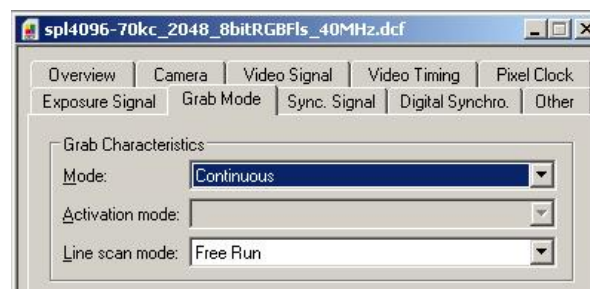 spl4096-70kc_2048_8bitRGBFls_40MHz.dcf
Overview Camera Video Signal Video Timing Pixel Clock
Exposure Signal Grab Mode Sync. Signal Digital Synchro. Other
Grab Characteristics
Mode: Continuous
Activation mode:
Line scan mode: Free Run